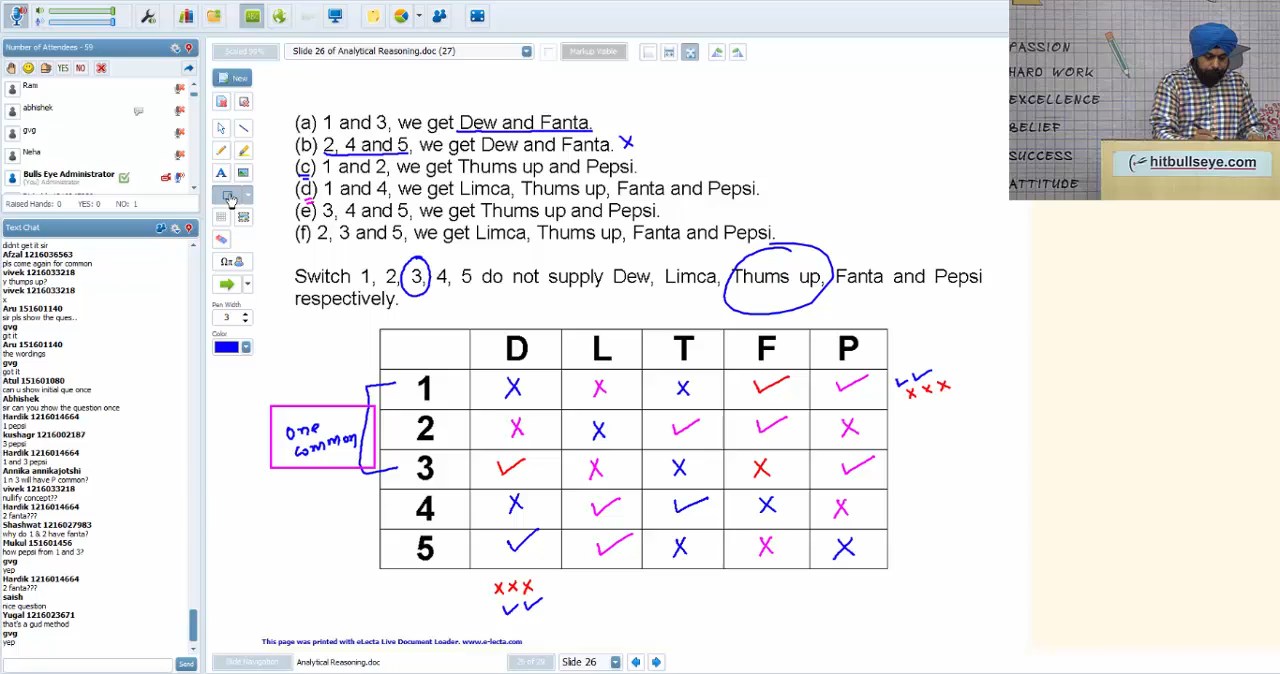 Scaled 99%
Slide 26 of Analytical Reasoning.doc (27)
Markup Visible
Number of Attendees - 59
YES NO
Ram
abhishek
gvg
Neha
Bulls Eye Administrator
[You] Administrator
Raised Hands: 0 YES: 0 NO: 1
Text Chat
didnt get it sir
Afzal 1216036563
pls come again for common
vivek 1216033218
y thumps up?
vivek 1216033218
x
Aru 151601140
sir pls show the ques..
gvg
git it
Aru 151601140
the wordings
gvg
got it
Atul 151601080
can u show initial que once
Abhishek
sir can you zhow the question once
Hardik 1216014664
1 pepsi
kushagr 1216002187
3 pepsi
Hardik 1216014664
1 and 3 pepsi
Annika annikajotshi
1 n 3 will have P common?
vivek 1216033218
nullify concept??
Hardik 1216014664
2 fanta???
Shashwat 1216027983
why do 1 & 2 have fanta?
Mukul 151601456
how pepsi from 1 and 3?
gvg
yep
Hardik 1216014664
2 fanta???
saish
nice question
Yugal 1216023671
that's a gud method
gvg
yep
Send
New
Pen Width
3
Color
(a) 1 and 3, we get Dew and Fanta.
(b) 2, 4 and 5, we get Dew and Fanta. x
(c) 1 and 2, we get Thums up and Pepsi.
(d) 1 and 4, we get Limca, Thums up, Fanta and Pepsi.
(e) 3, 4 and 5, we get Thums up and Pepsi.
(f) 2, 3 and 5, we get Limca, Thums up, Fanta and Pepsi.
Switch 1, 2, 3, 4, 5 do not supply Dew, Limca, Thums up, Fanta and Pepsi
respectively.
D L T F P
1 x x x ✓ ✓ ✓✓
xxx
2 x x ✓ ✓ x
3 ✓ x x x ✓
4 x ✓ ✓ x x
5 ✓ ✓ x x x
one
common
xxx
✓✓
This page was printed with eLecta Live Document Loader. www.e-lecta.com
Slide Navigation Analytical Reasoning.doc Slide 26
PASSION
HARD WORK
EXCELLENCE
BELIEF
SUCCESS
ATTITUDE
hitbullseye.com